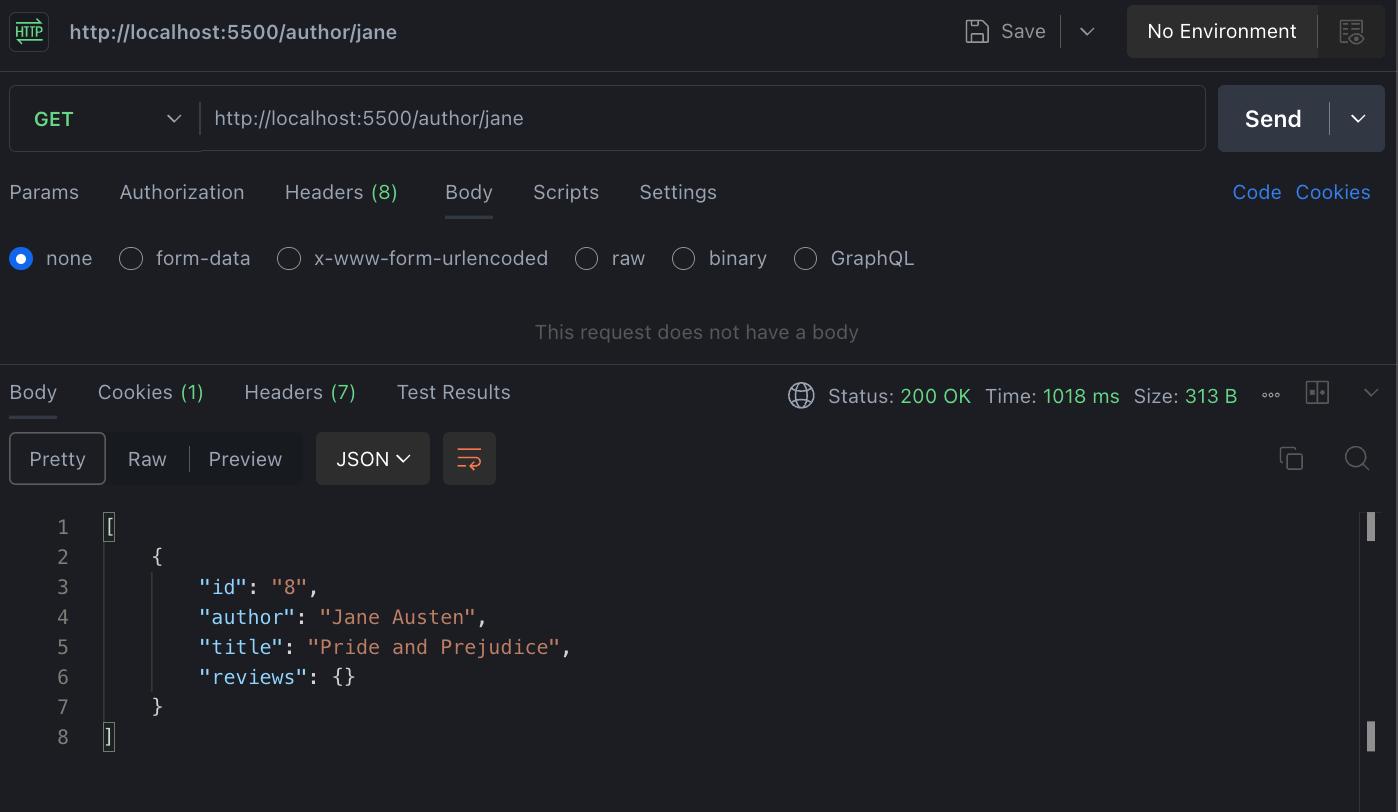 HTTP http://localhost:5500/author/jane Save No Environment
GET http://localhost:5500/author/jane Send
Params Authorization Headers (8) Body Scripts Settings Code Cookies
none form-data x-www-form-urlencoded raw binary GraphQL
This request does not have a body
Body Cookies (1) Headers (7) Test Results Status: 200 OK Time: 1018 ms Size: 313 B
Pretty Raw Preview JSON
1 [
2 {
3 "id": "8",
4 "author": "Jane Austen",
5 "title": "Pride and Prejudice",
6 "reviews": {}
7 }
8 ]